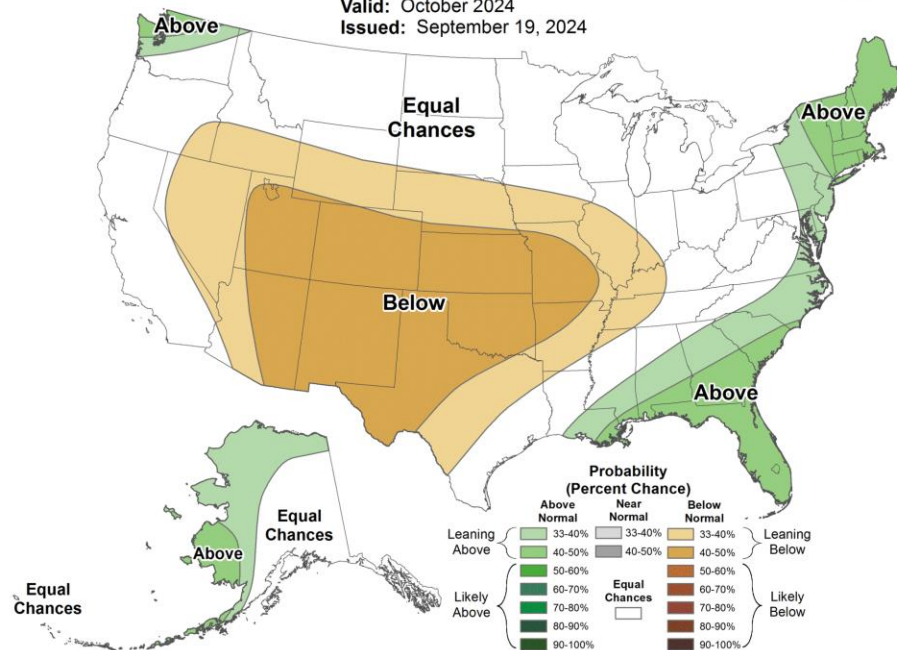 Valid: October 2024
Issued: September 19, 2024
Above
Equal
Chances
Above
Below
Above
Above
Equal
Chances
Equal
Chances
Probability
(Percent Chance)
Above
Normal
Near
Normal
Below
Normal
Leaning
Above
33-40%
40-50%
33-40%
40-50%
33-40%
40-50%
Leaning
Below
Likely
Above
50-60%
60-70%
70-80%
80-90%
90-100%
Equal
Chances
50-60%
60-70%
70-80%
80-90%
90-100%
Likely
Below